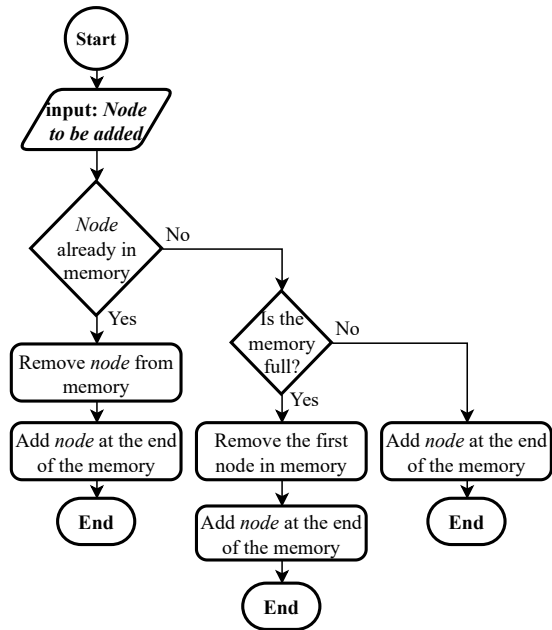 Start
input: Node
to be added
Node
already in
memory
No
Yes
Is the
memory
full?
No
Yes
Remove node from
memory
Add node at the end
of the memory
End
Remove the first
node in memory
Add node at the end
of the memory
End
Add node at the end
of the memory
End